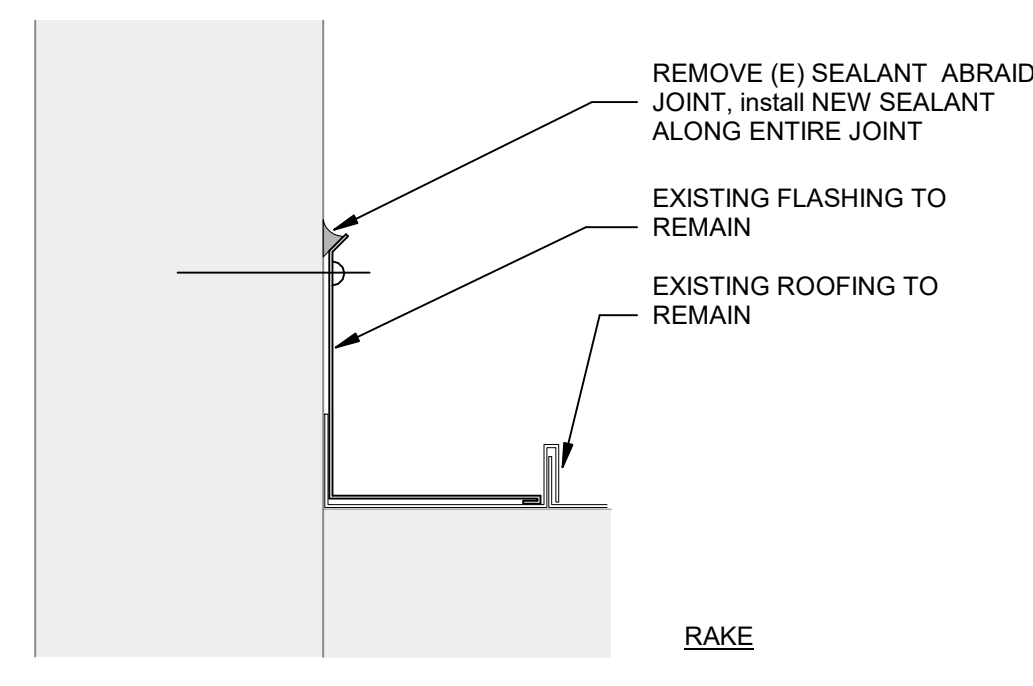 REMOVE (E) SEALANT ABRAID
JOINT, install NEW SEALANT
ALONG ENTIRE JOINT
EXISTING FLASHING TO
REMAIN
EXISTING ROOFING TO
REMAIN
RAKE